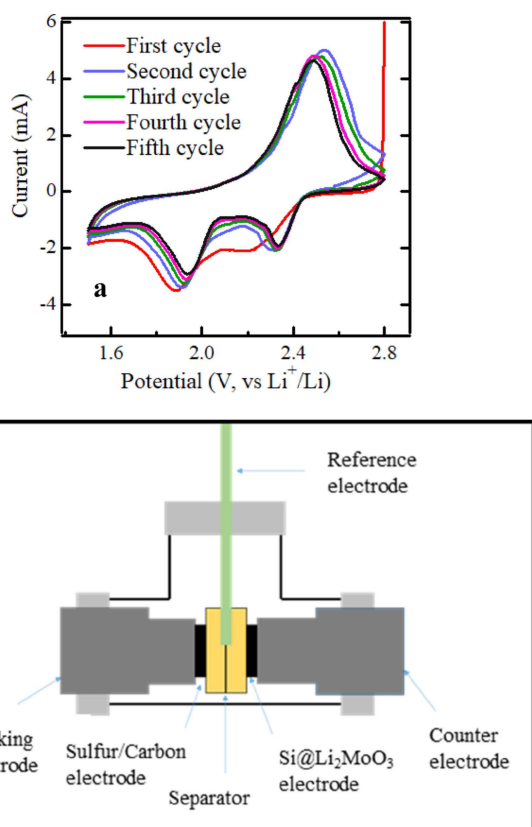 6
First cycle
Second cycle
4
Third cycle
Fourth cycle
2
Fifth cycle
Current (mA)
0
-2
a
-4
1.6 2.0 2.4 2.8
Potential (V, vs Li⁺/Li)
Reference
electrode
king
rode
Sulfur/Carbon
electrode
Separator
Si@Li₂MoO₃
electrode
Counter
electrode